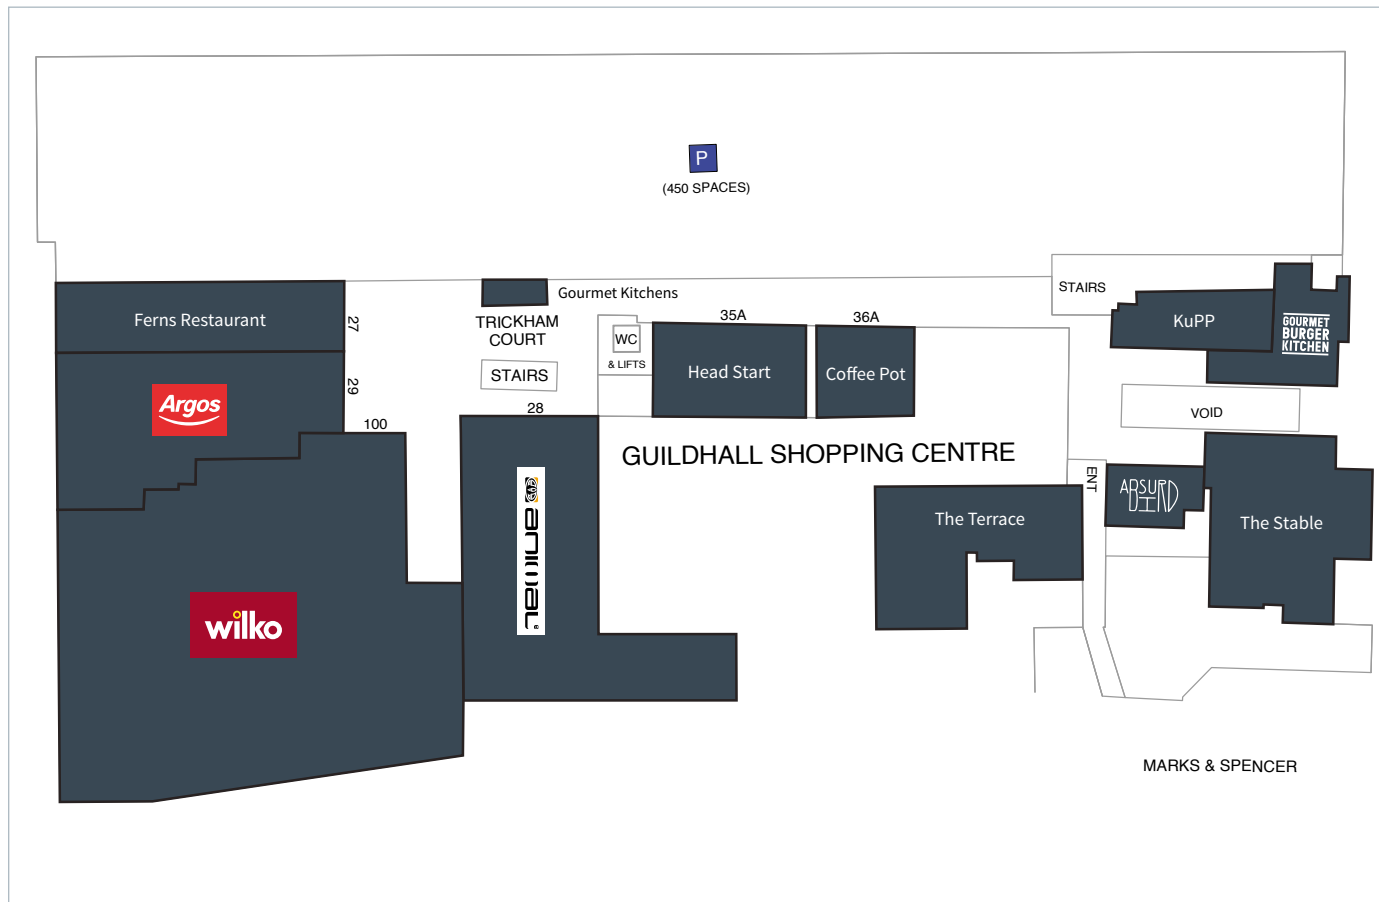 P
(450 SPACES)
STAIRS
Ferns Restaurant
27
Gourmet Kitchens
TRICKHAM
COURT
WC
& LIFTS
35A
36A
KuPP
GOURMET
BURGER
KITCHEN
Argos
29
STAIRS
Head Start
Coffee Pot
VOID
100
28
GUILDHALL SHOPPING CENTRE
ENT
ABSURD
BIRD
The Terrace
The Stable
animal
®
wilko
MARKS & SPENCER